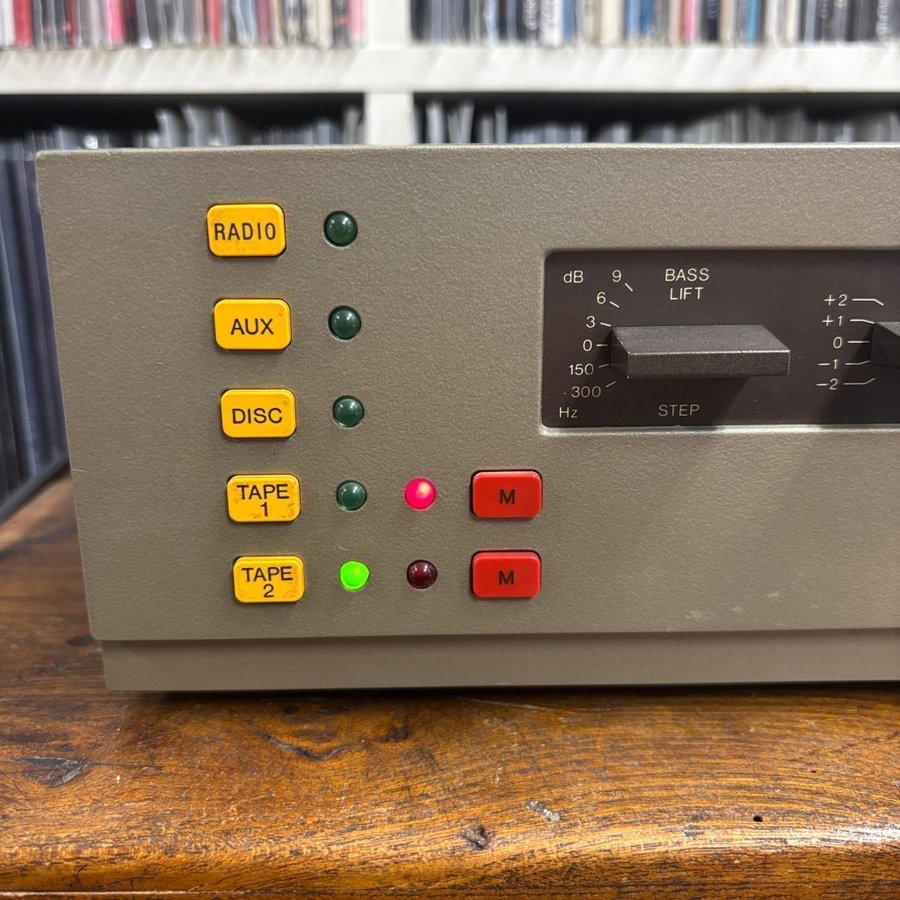 RADIO
AUX
DISC
TAPE
1
M
TAPE
2
M
dB
9
BASS
LIFT
6
3
0
150
300
Hz
STEP
+2
+1
0
-1
-2